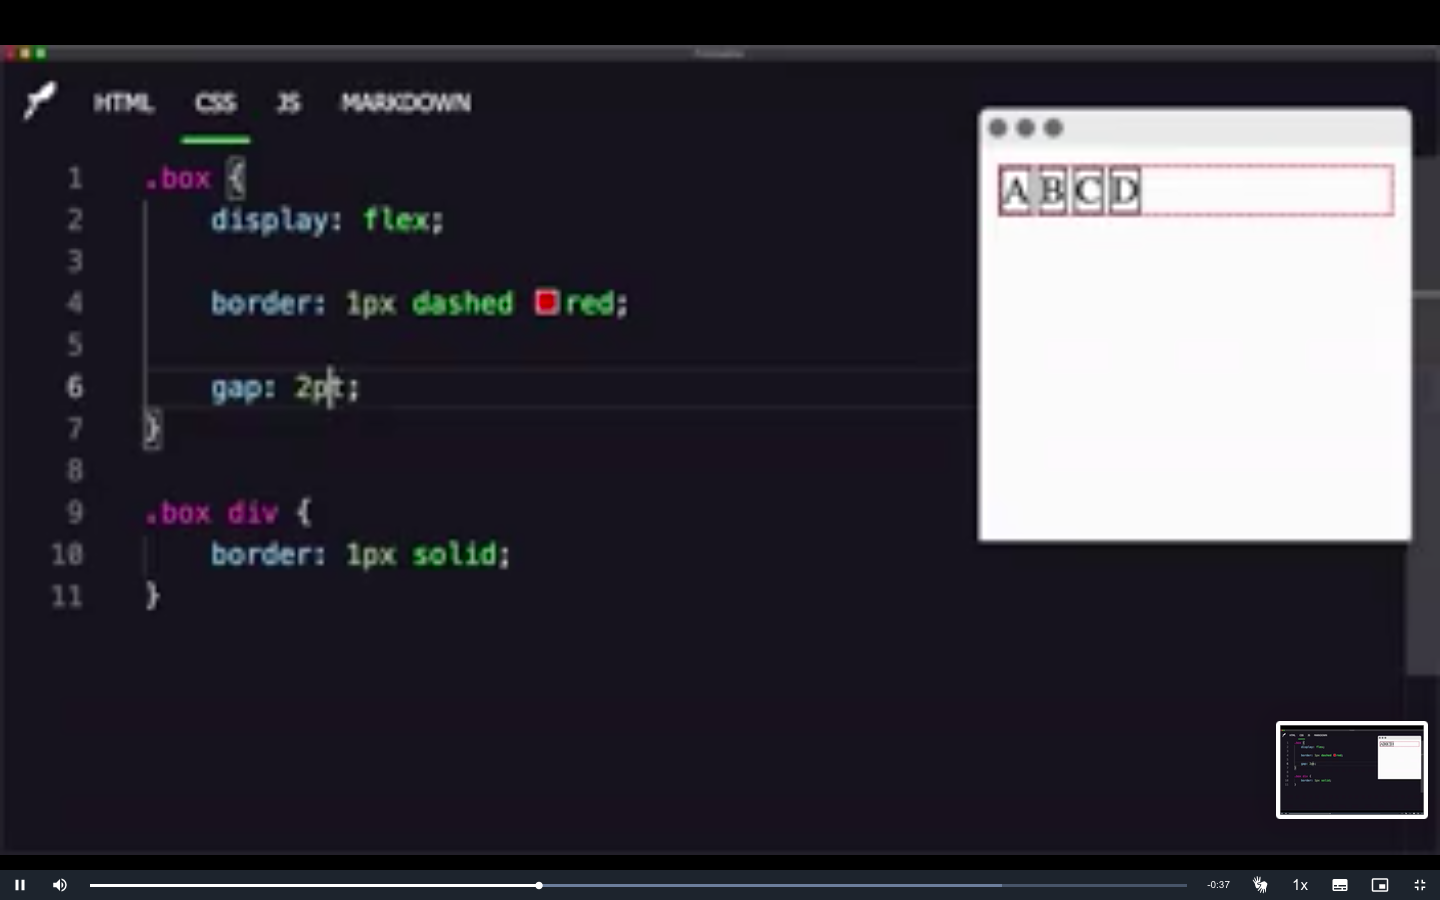 HTML CSS JS MARKDOWN
1 .box {
2 display: flex;
3
4 border: 1px dashed red;
5
6 gap: 2pt;
7 }
8
9 .box div {
10 border: 1px solid;
11 }
A B C D
-0:37 1x